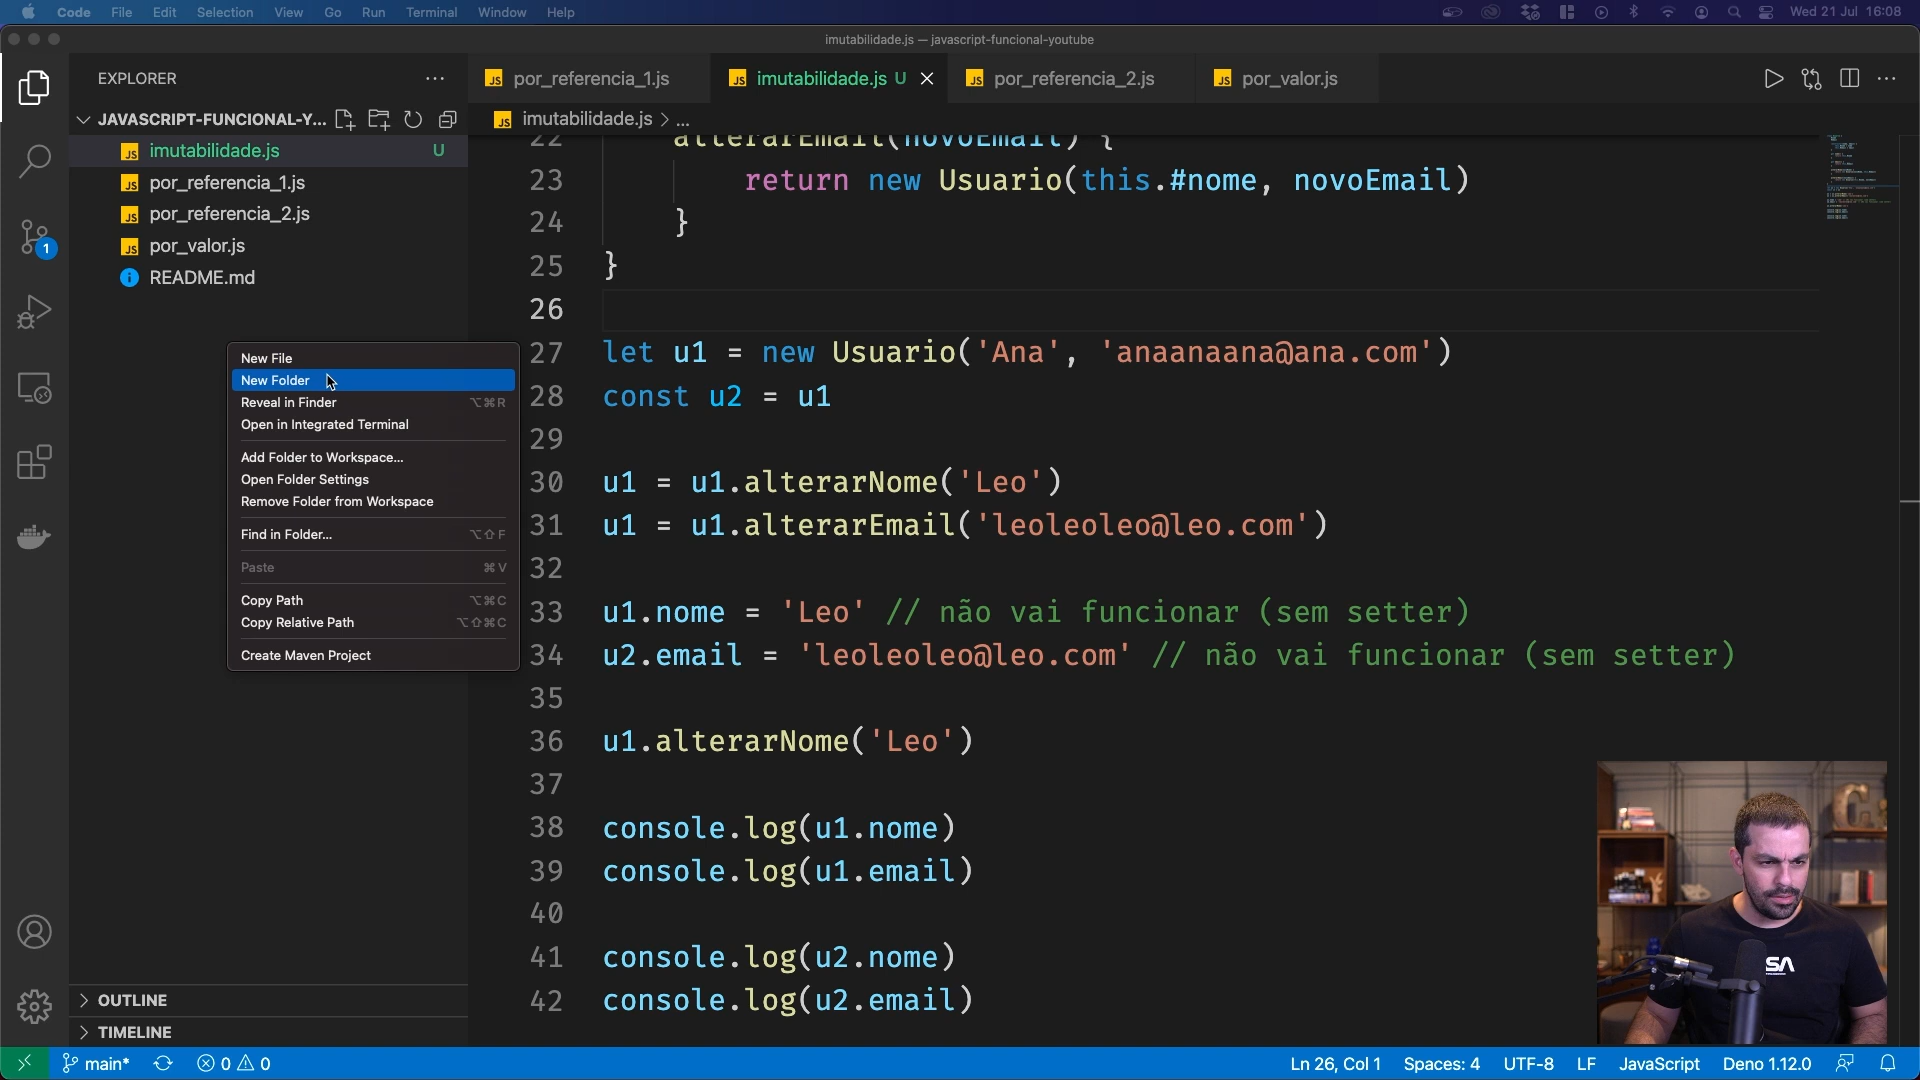 Code File Edit Selection View Go Run Terminal Window Help Wed 21 Jul 16:08
imutabilidade.js — javascript-funcional-youtube
EXPLORER
por_referencia_1.js
imutabilidade.js U
por_referencia_2.js
por_valor.js
JAVASCRIPT-FUNCIONAL-Y...
imutabilidade.js > ...
imutabilidade.js U
por_referencia_1.js
por_referencia_2.js
por_valor.js
README.md
1
New File
New Folder
Reveal in Finder ⌥⌘R
Open in Integrated Terminal
Add Folder to Workspace...
Open Folder Settings
Remove Folder from Workspace
Find in Folder... ⌥⇧F
Paste ⌘V
Copy Path ⌥⌘C
Copy Relative Path ⌥⇧⌘C
Create Maven Project
22 alterarEmail(novoEmail) {
23 return new Usuario(this.#nome, novoEmail)
24 }
25 }
26
27 let u1 = new Usuario('Ana', 'anaanaana@ana.com')
28 const u2 = u1
29
30 u1 = u1.alterarNome('Leo')
31 u1 = u1.alterarEmail('leoleoleo@leo.com')
32
33 u1.nome = 'Leo' // não vai funcionar (sem setter)
34 u2.email = 'leoleoleo@leo.com' // não vai funcionar (sem setter)
35
36 u1.alterarNome('Leo')
37
38 console.log(u1.nome)
39 console.log(u1.email)
40
41 console.log(u2.nome)
42 console.log(u2.email)
SA
OUTLINE
TIMELINE
main* 0 0 Ln 26, Col 1 Spaces: 4 UTF-8 LF JavaScript Deno 1.12.0